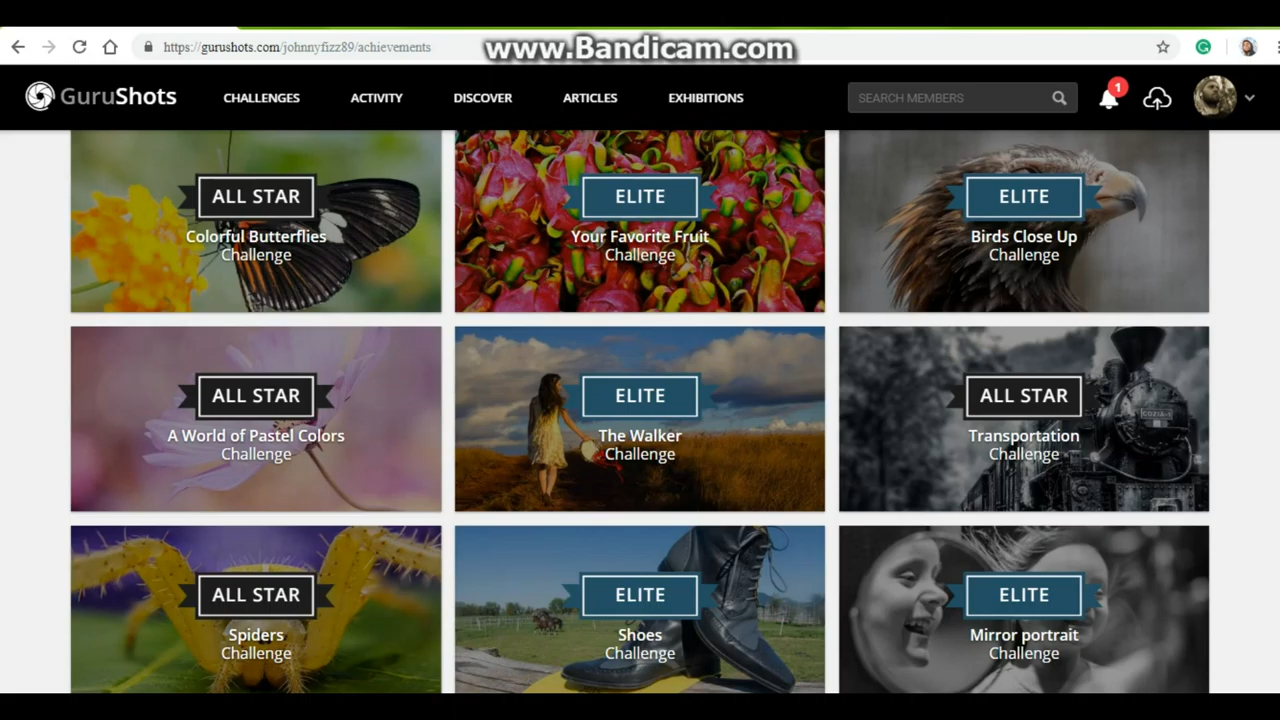 https://gurushots.com/johnnyfizz89/achievements
www.Bandicam.com
GuruShots
CHALLENGES
ACTIVITY
DISCOVER
ARTICLES
EXHIBITIONS
SEARCH MEMBERS
1
ALL STAR
Colorful Butterflies
Challenge
ELITE
Your Favorite Fruit
Challenge
ELITE
Birds Close Up
Challenge
ALL STAR
A World of Pastel Colors
Challenge
ELITE
The Walker
Challenge
ALL STAR
Transportation
Challenge
ALL STAR
Spiders
Challenge
ELITE
Shoes
Challenge
ELITE
Mirror portrait
Challenge